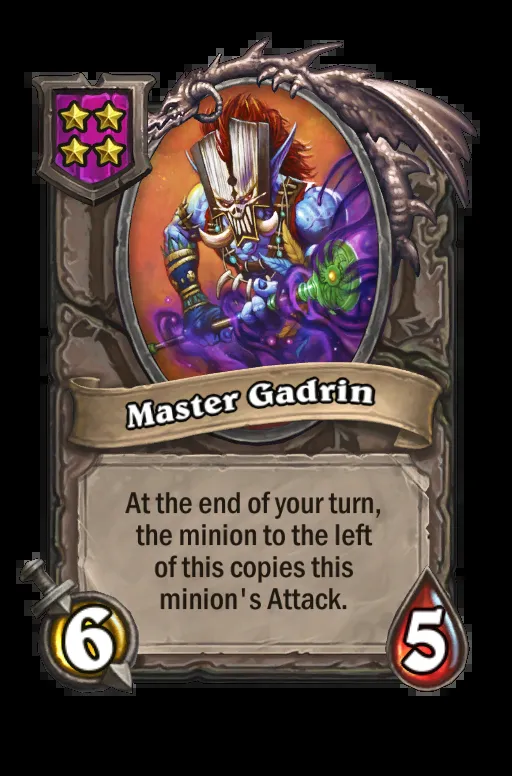 Master Gadrin
At the end of your turn,
the minion to the left
of this copies this
minion's Attack.
6
5